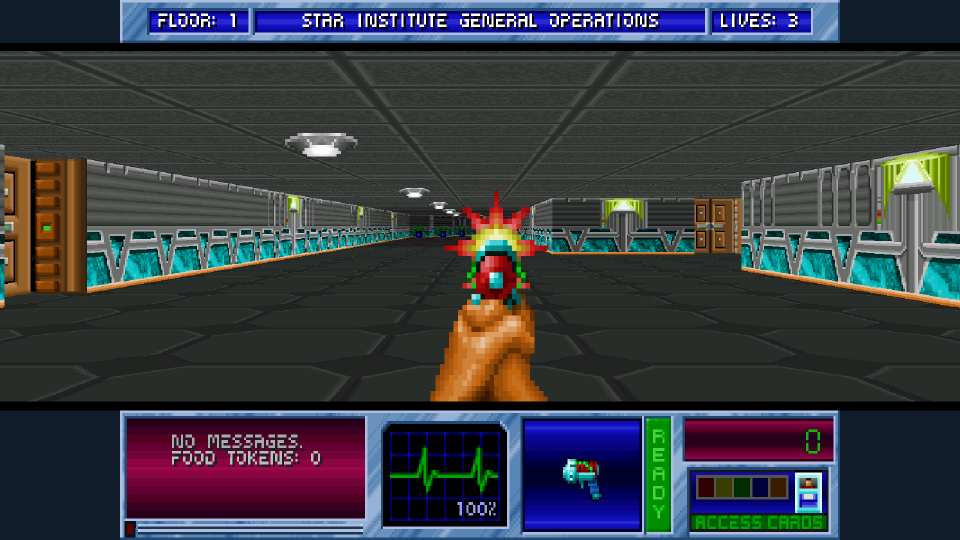 FLOOR: 1
STAR INSTITUTE GENERAL OPERATIONS
LIVES: 3
NO MESSAGES.
FOOD TOKENS: 0
100%
READY
0
ACCESS CARDS